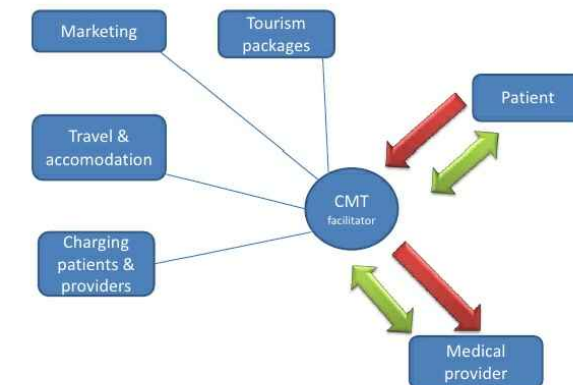 Marketing
Tourism
packages
Patient
Travel &
accomodation
CMT
facilitator
Charging
patients &
providers
Medical
provider